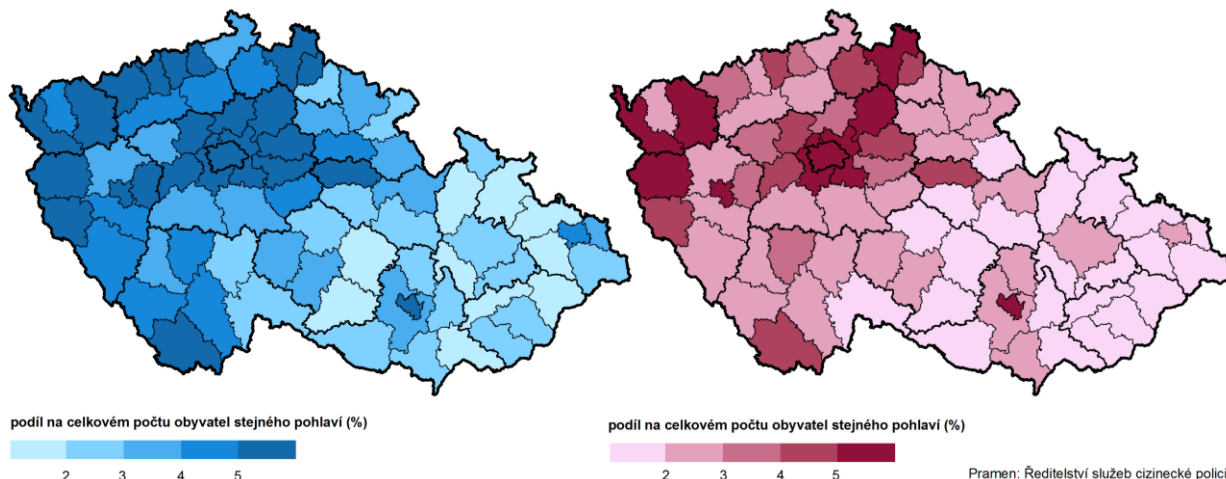 podíl na celkovém počtu obyvatel stejného pohlaví (%)
2 3 4 5
podíl na celkovém počtu obyvatel stejného pohlaví (%)
2 3 4 5
Pramen: Ředitelství služeb cizinecké policie